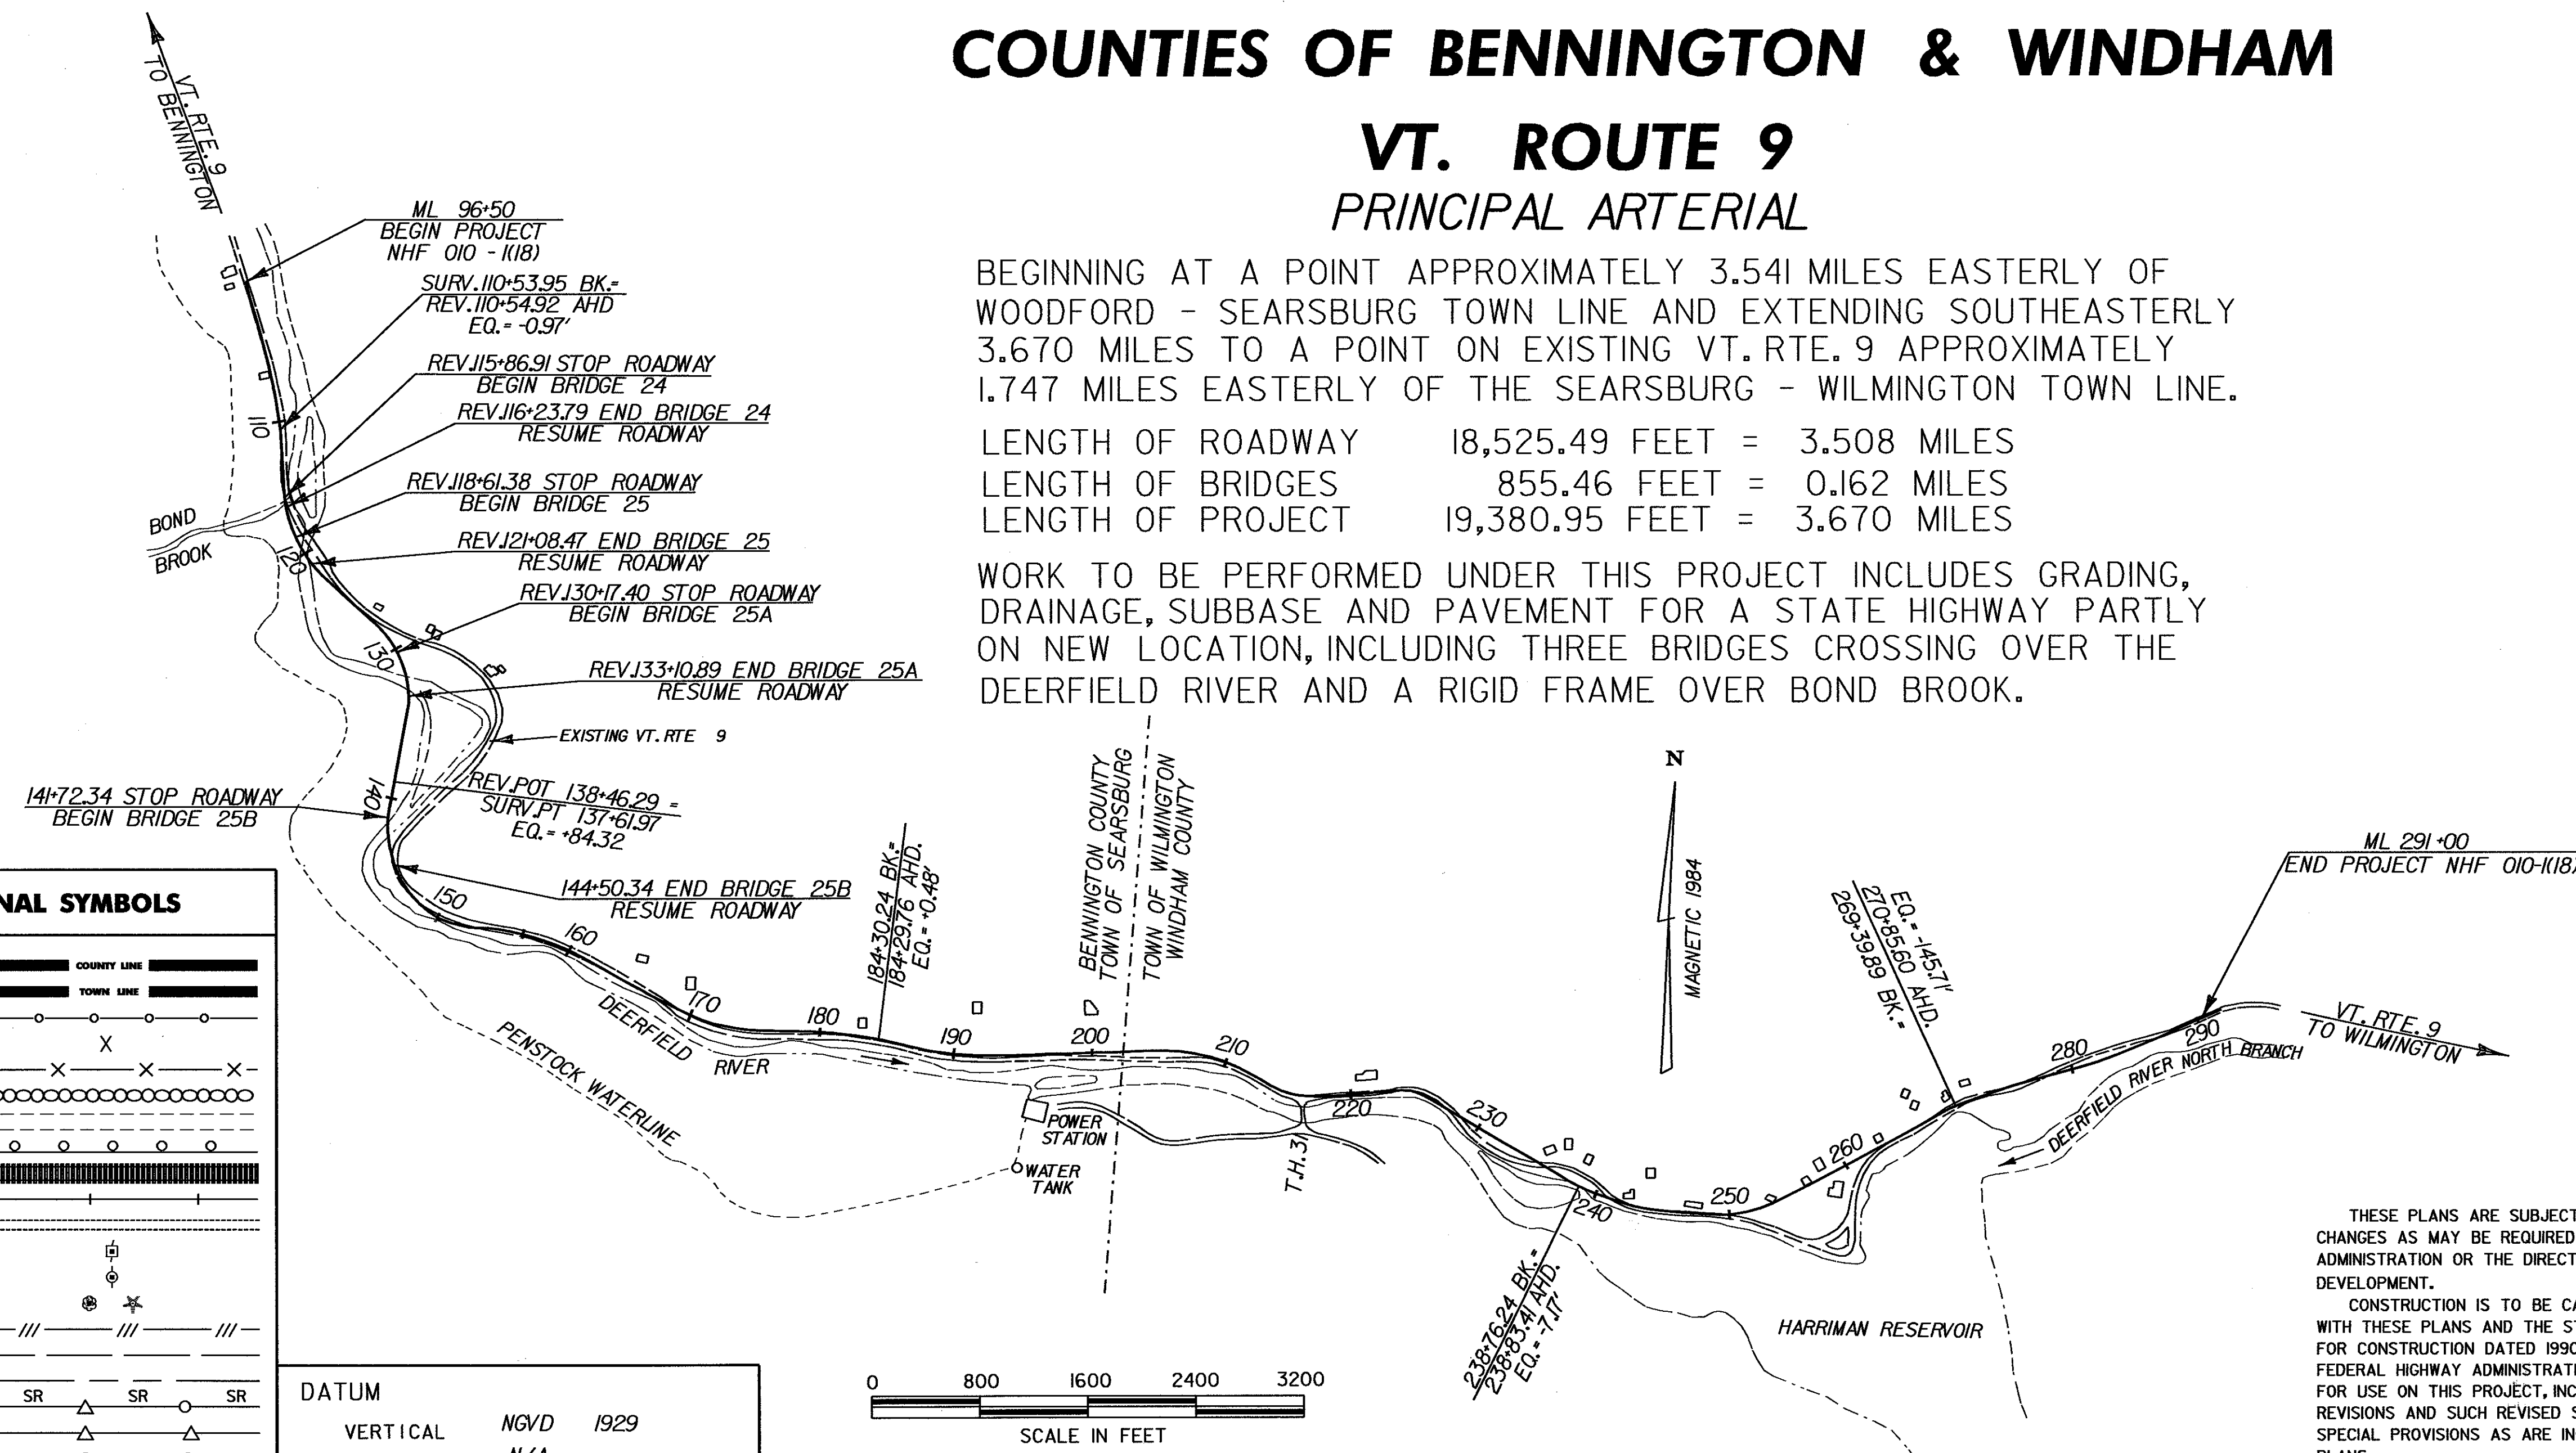 COUNTIES OF BENNINGTON & WINDHAM
VT. ROUTE 9
PRINCIPAL ARTERIAL
BEGINNING AT A POINT APPROXIMATELY 3.541 MILES EASTERLY OF
WOODFORD - SEARSBURG TOWN LINE AND EXTENDING SOUTHEASTERLY
3.670 MILES TO A POINT ON EXISTING VT. RTE. 9 APPROXIMATELY
1.747 MILES EASTERLY OF THE SEARSBURG - WILMINGTON TOWN LINE.
LENGTH OF ROADWAY 18,525.49 FEET = 3.508 MILES
LENGTH OF BRIDGES 855.46 FEET = 0.162 MILES
LENGTH OF PROJECT 19,380.95 FEET = 3.670 MILES
WORK TO BE PERFORMED UNDER THIS PROJECT INCLUDES GRADING,
DRAINAGE, SUBBASE AND PAVEMENT FOR A STATE HIGHWAY PARTLY
ON NEW LOCATION, INCLUDING THREE BRIDGES CROSSING OVER THE
DEERFIELD RIVER AND A RIGID FRAME OVER BOND BROOK.
VT. RTE. 9
TO BENNINGTON
ML 96+50
BEGIN PROJECT
NHF 010 - 1(18)
SURV. 110+53.95 BK.=
REV. 110+54.92 AHD
EQ.= -0.97'
REV. 115+86.91 STOP ROADWAY
BEGIN BRIDGE 24
REV. 116+23.79 END BRIDGE 24
RESUME ROADWAY
110
REV. 118+61.38 STOP ROADWAY
BEGIN BRIDGE 25
BOND
BROOK
REV. 121+08.47 END BRIDGE 25
RESUME ROADWAY
120
REV. 130+17.40 STOP ROADWAY
BEGIN BRIDGE 25A
130
REV. 133+10.89 END BRIDGE 25A
RESUME ROADWAY
EXISTING VT. RTE 9
REV. POT 138+46.29 =
SURV. PT 137+61.97
EQ.= +84.32
140
141+72.34 STOP ROADWAY
BEGIN BRIDGE 25B
144+50.34 END BRIDGE 25B
RESUME ROADWAY
150
160
170
180
184+30.24 BK.=
184+29.76 AHD.
EQ.= +0.48'
190
200
BENNINGTON COUNTY
TOWN OF SEARSBURG
TOWN OF WILMINGTON
WINDHAM COUNTY
210
220
230
240
250
260
280
290
DEERFIELD
RIVER
PENSTOCK WATERLINE
POWER
STATION
WATER
TANK
T.H. 31
N
MAGNETIC 1984
238+76.24 BK.=
238+83.41 AHD.
EQ.= -7.17'
EQ.= -145.71'
270+85.60 AHD.
269+39.89 BK.=
ML 291+00
END PROJECT NHF 010-1(18)
VT. RTE. 9
TO WILMINGTON
DEERFIELD RIVER NORTH BRANCH
HARRIMAN RESERVOIR
NAL SYMBOLS
COUNTY LINE
TOWN LINE
SR SR SR
DATUM
VERTICAL NGVD 1929
N/A
0 800 1600 2400 3200
SCALE IN FEET
THESE PLANS ARE SUBJECT
CHANGES AS MAY BE REQUIRED
ADMINISTRATION OR THE DIRECT
DEVELOPMENT.
CONSTRUCTION IS TO BE CA
WITH THESE PLANS AND THE ST
FOR CONSTRUCTION DATED 1990
FEDERAL HIGHWAY ADMINISTRATI
FOR USE ON THIS PROJECT, INC
REVISIONS AND SUCH REVISED S
SPECIAL PROVISIONS AS ARE IN
PLANS